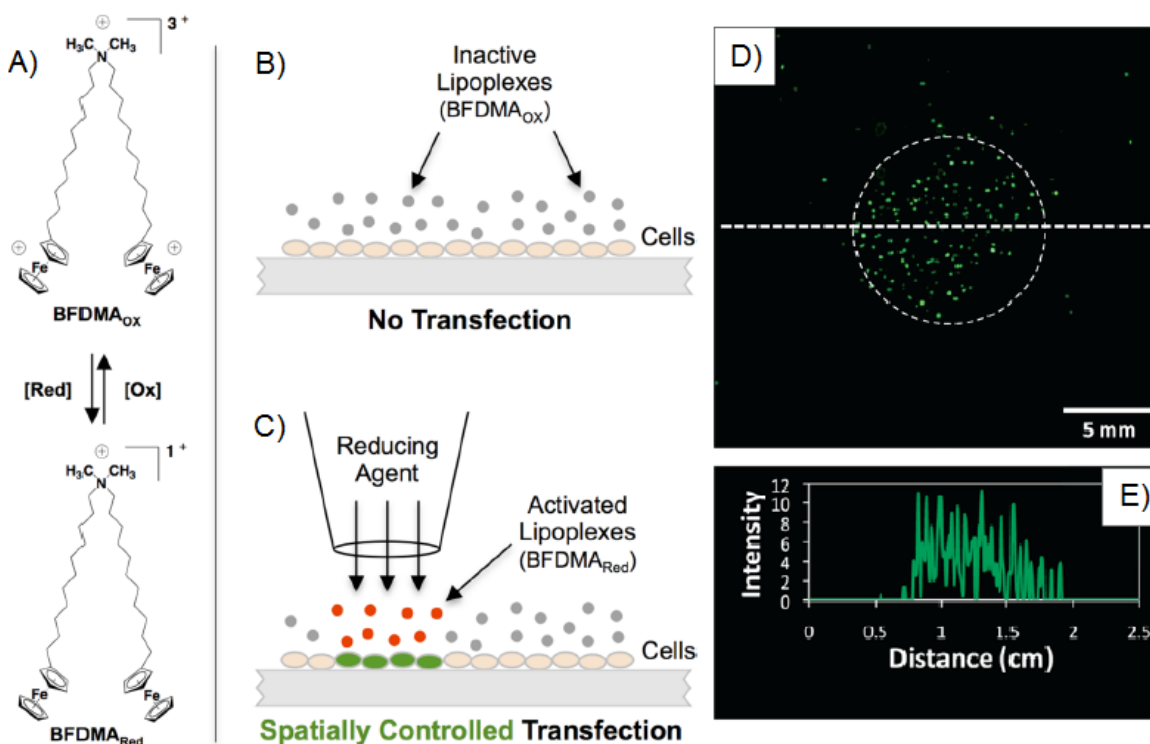 A)
3+
⊕
H₃C CH₃
N
⊕ ⊕
Fe Fe
BFDMAOX
[Red] [Ox]
1+
⊕
H₃C CH₃
N
Fe Fe
BFDMARed
B)
Inactive
Lipoplexes
(BFDMAOX)
Cells
No Transfection
C)
Reducing
Agent
Activated
Lipoplexes
(BFDMARed)
Cells
Spatially Controlled Transfection
D)
5 mm
E)
Intensity
12
10
8
6
4
2
0
0 0.5 1 1.5 2 2.5
Distance (cm)